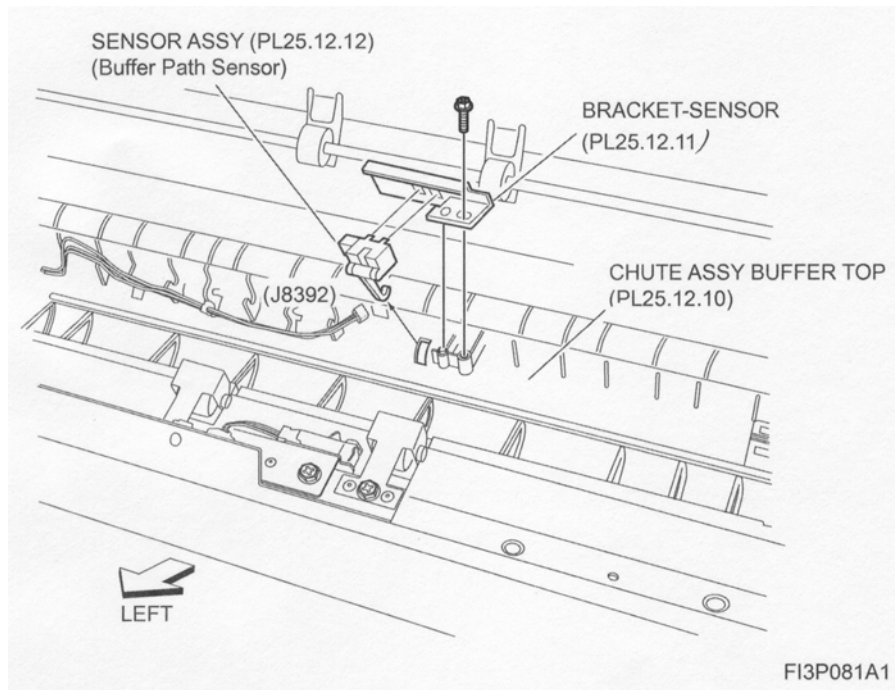 SENSOR ASSY (PL25.12.12)
(Buffer Path Sensor)
BRACKET-SENSOR
(PL25.12.11)
(J8392)
CHUTE ASSY BUFFER TOP
(PL25.12.10)
LEFT
FI3P081A1